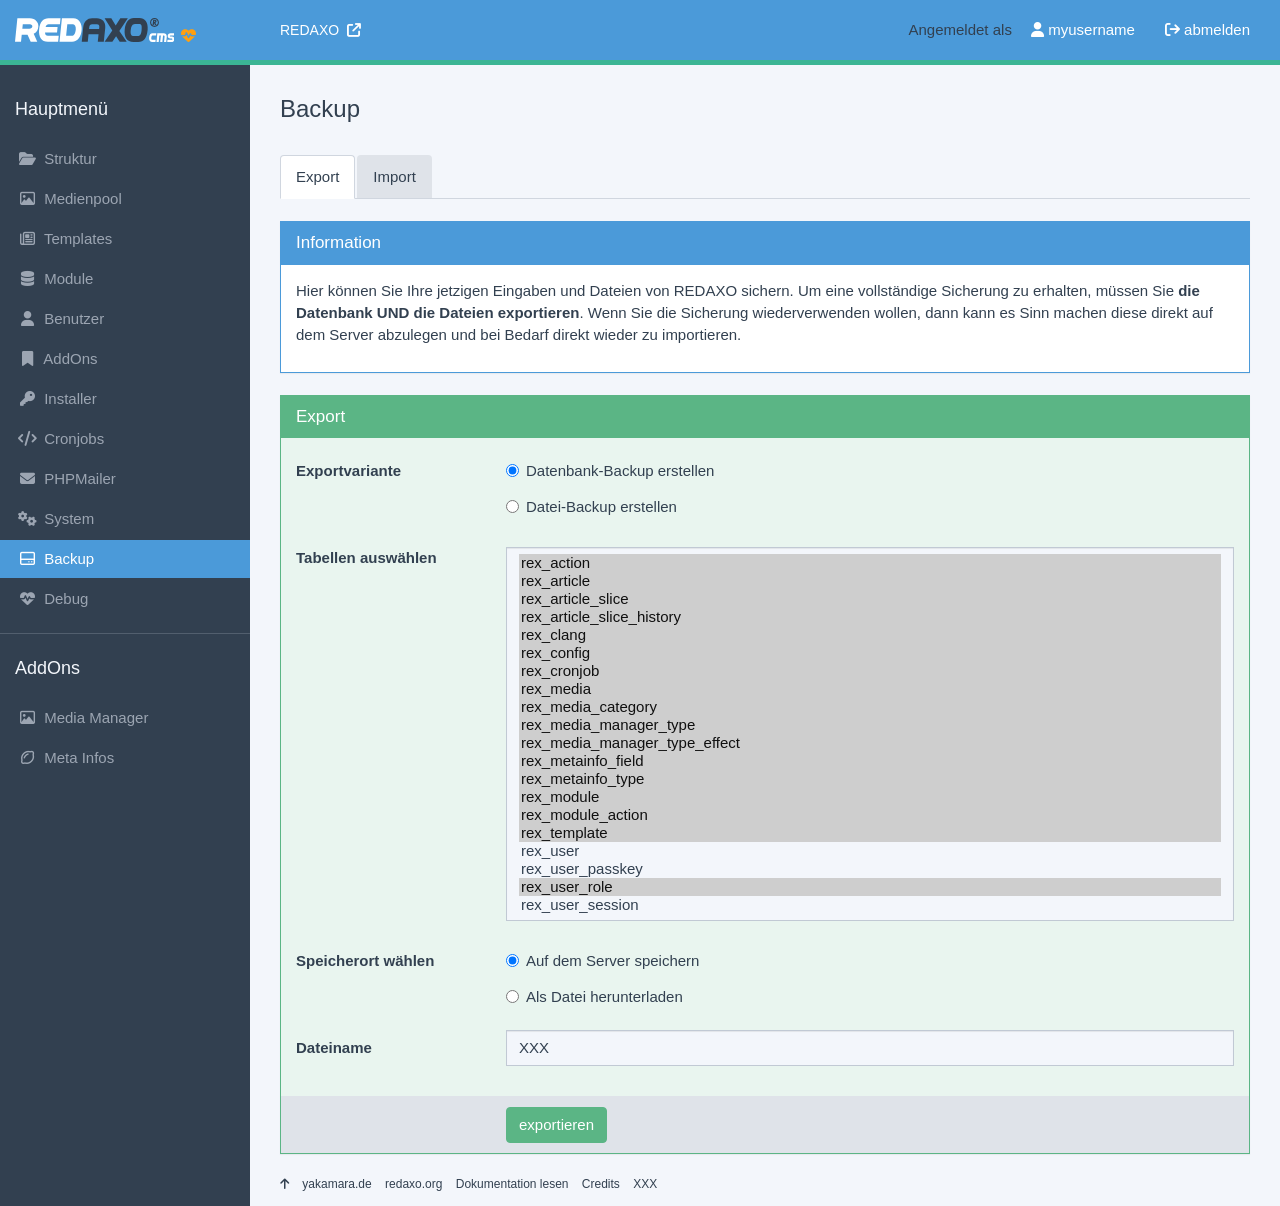 REDAXO® cms
REDAXO
Angemeldet als myusername abmelden
Hauptmenü
Struktur
Medienpool
Templates
Module
Benutzer
AddOns
Installer
Cronjobs
PHPMailer
System
Backup
Debug
AddOns
Media Manager
Meta Infos
Backup
Export Import
Information
Hier können Sie Ihre jetzigen Eingaben und Dateien von REDAXO sichern. Um eine vollständige Sicherung zu erhalten, müssen Sie die
Datenbank UND die Dateien exportieren. Wenn Sie die Sicherung wiederverwenden wollen, dann kann es Sinn machen diese direkt auf
dem Server abzulegen und bei Bedarf direkt wieder zu importieren.
Export
Exportvariante Datenbank-Backup erstellen
Datei-Backup erstellen
Tabellen auswählen
rex_action
rex_article
rex_article_slice
rex_article_slice_history
rex_clang
rex_config
rex_cronjob
rex_media
rex_media_category
rex_media_manager_type
rex_media_manager_type_effect
rex_metainfo_field
rex_metainfo_type
rex_module
rex_module_action
rex_template
rex_user
rex_user_passkey
rex_user_role
rex_user_session
Speicherort wählen Auf dem Server speichern
Als Datei herunterladen
Dateiname XXX
exportieren
yakamara.de redaxo.org Dokumentation lesen Credits XXX